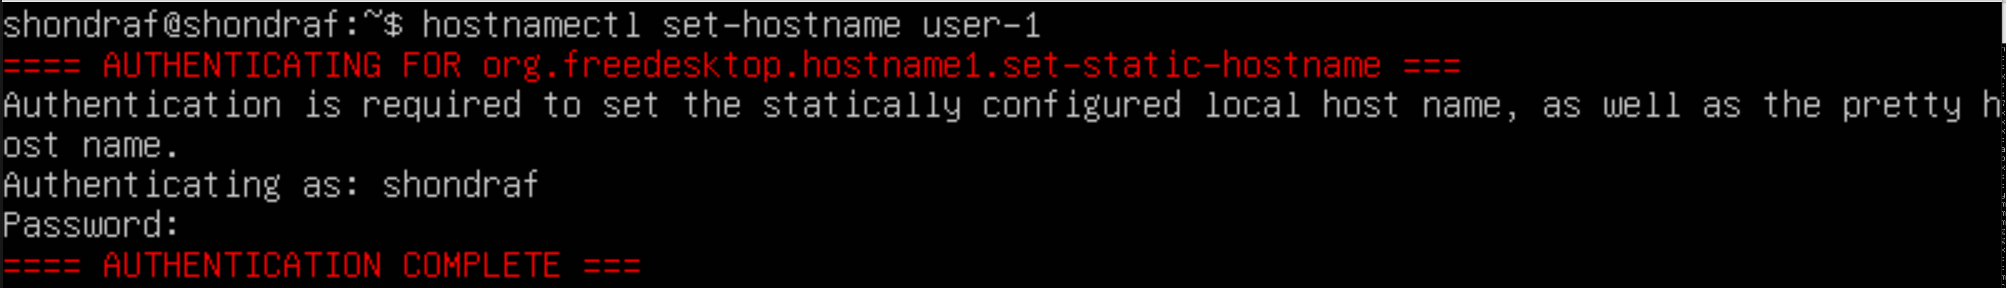 shondraf@shondraf:~$ hostnamectl set-hostname user-1
==== AUTHENTICATING FOR org.freedesktop.hostname1.set-static-hostname ===
Authentication is required to set the statically configured local host name, as well as the pretty h
ost name.
Authenticating as: shondraf
Password:
==== AUTHENTICATION COMPLETE ===